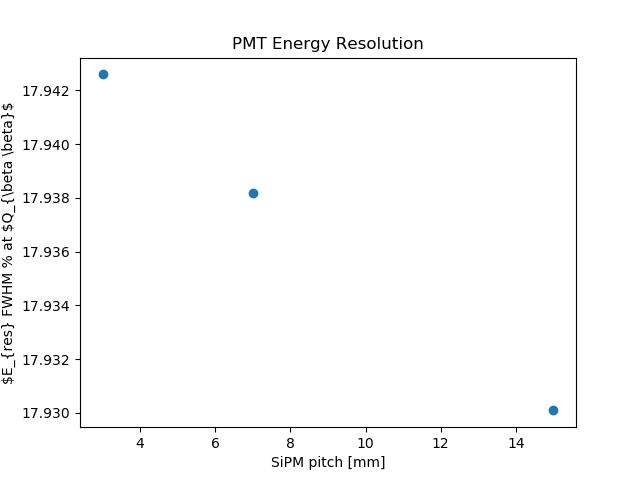 PMT Energy Resolution
$E_{res} FWHM % at $Q_{\beta \beta}$
17.942
17.940
17.938
17.936
17.934
17.932
17.930
4 6 8 10 12 14
SiPM pitch [mm]